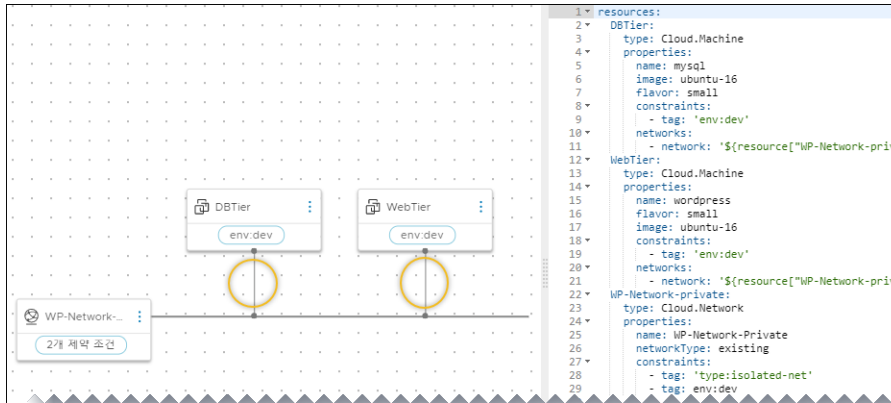 DBTier
env:dev
WebTier
env:dev
WP-Network-...
2개 제약 조건
1 resources:
2 DBTier:
3 type: Cloud.Machine
4 properties:
5 name: mysql
6 image: ubuntu-16
7 flavor: small
8 constraints:
9 - tag: 'env:dev'
10 networks:
11 - network: '${resource["WP-Network-priv
12 WebTier:
13 type: Cloud.Machine
14 properties:
15 name: wordpress
16 flavor: small
17 image: ubuntu-16
18 constraints:
19 - tag: 'env:dev'
20 networks:
21 - network: '${resource["WP-Network-priv
22 WP-Network-private:
23 type: Cloud.Network
24 properties:
25 name: WP-Network-Private
26 networkType: existing
27 constraints:
28 - tag: 'type:isolated-net'
29 - tag: env:dev